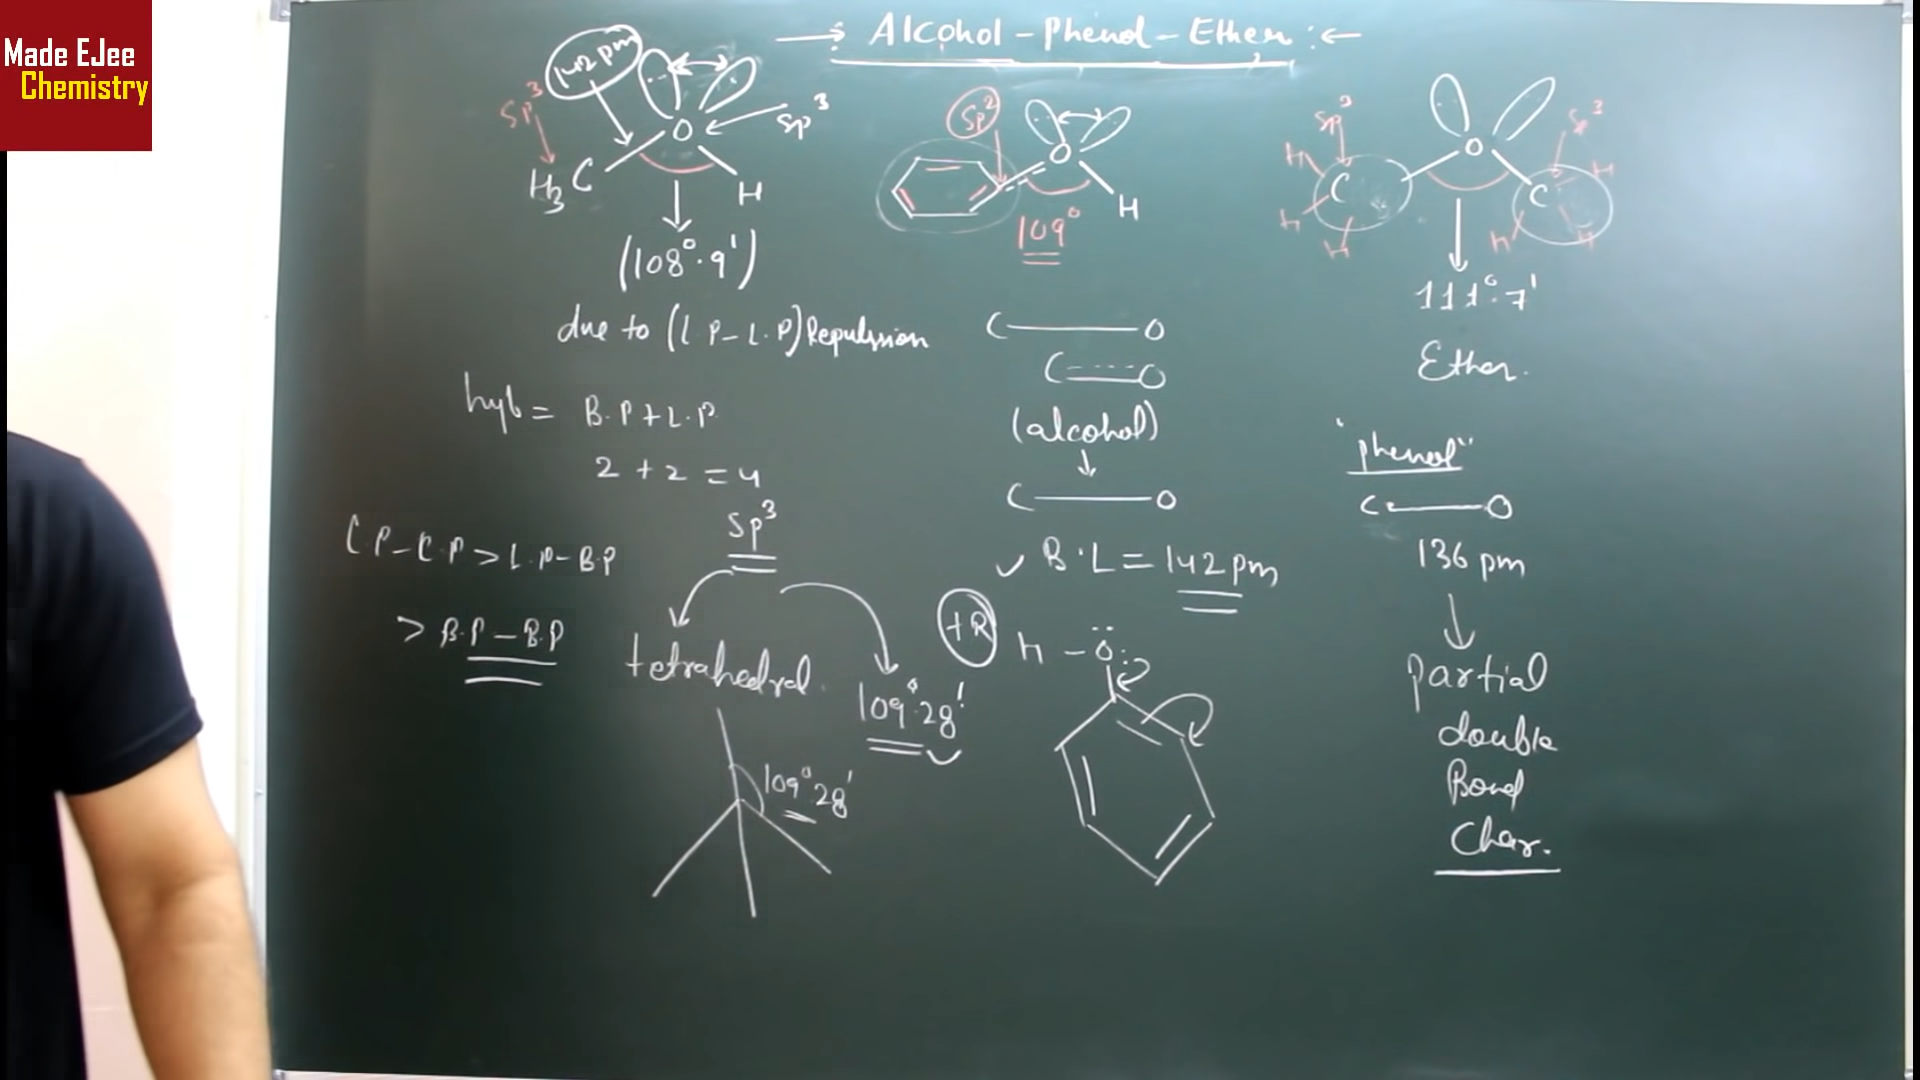 Made EJee
Chemistry
Alcohol - Phenol - Ether :
142 pm
sp³
sp³
O
H₃C
H
(108°.9')
due to (L.P-L.P) Repulssion
hyb = B.P + L.P
2 + 2 = 4
sp³
L.P-L.P > L.P-B.P
> B.P - B.P
tetrahedral
109°.28'
109°.28'
sp²
O
H
109°
C O
C O
(alcohol)
C O
B.L = 142 pm
+R
H - O
sp³
sp³
O
H C
H
H
C H
H H
111°.7'
Ether.
"phenol"
C O
136 pm
partial
double
Bond
Char.